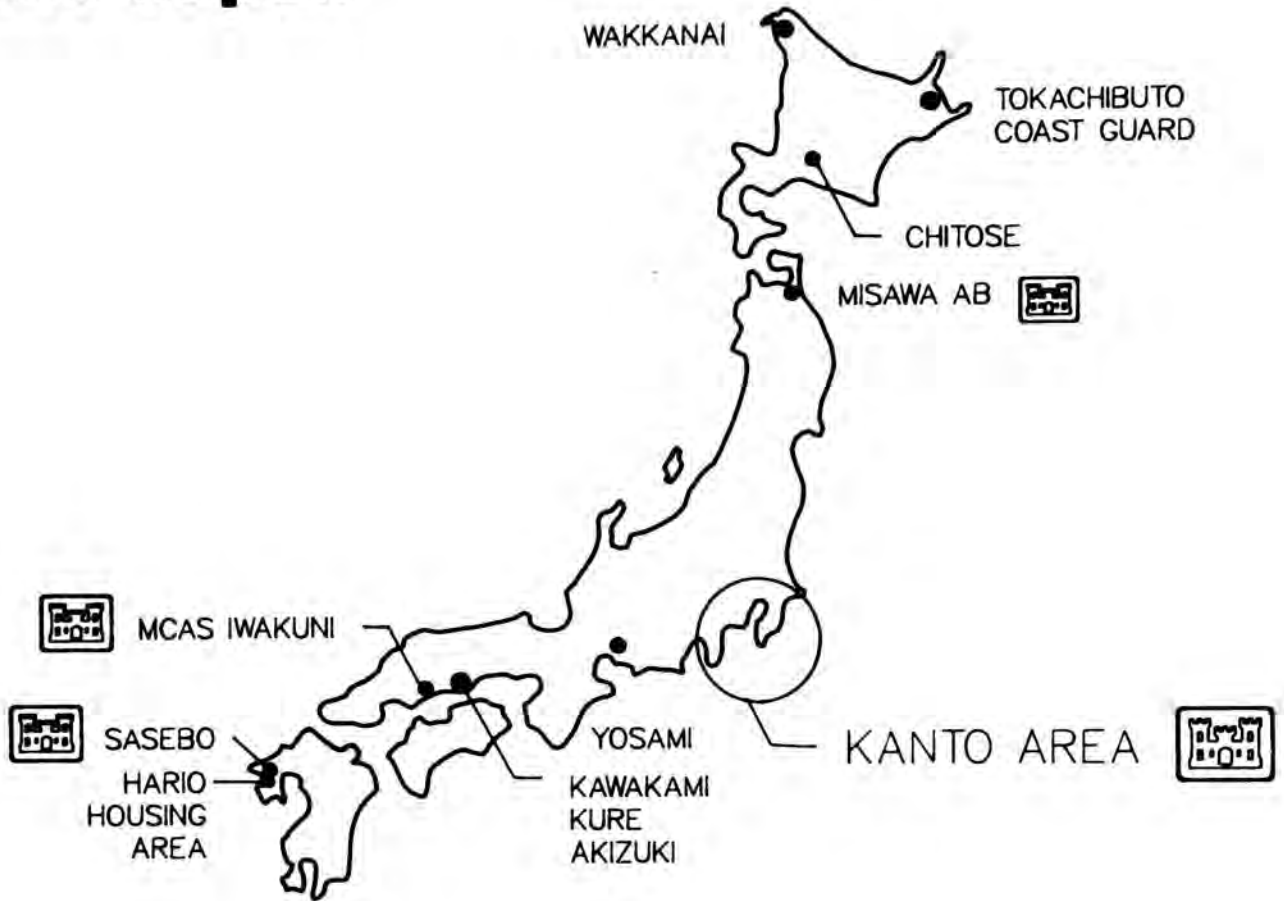 WAKKANAI
TOKACHIBUTO
COAST GUARD
CHITOSE
MISAWA AB
MCAS IWAKUNI
SASEBO
HARIO
HOUSING
AREA
YOSAMI
KAWAKAMI
KURE
AKIZUKI
KANTO AREA